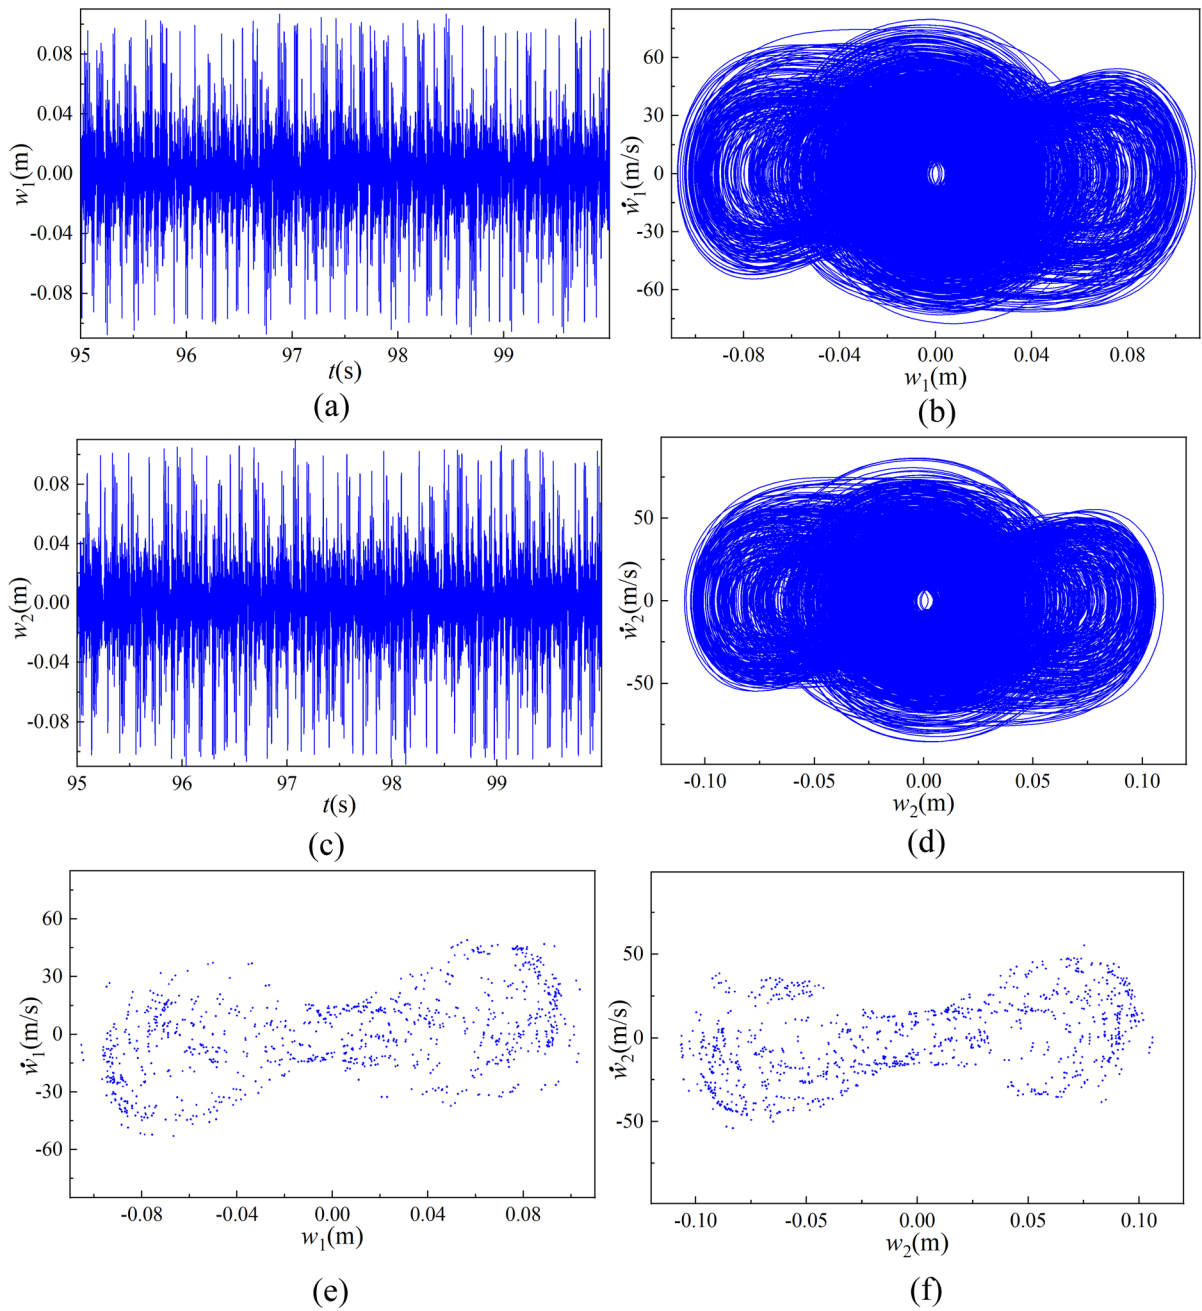 0.08
0.04
0.00
-0.04
-0.08
w₁(m)
95 96 97 98 99
t(s)
(a)
60
30
0
-30
-60
ẇ₁(m/s)
-0.08 -0.04 0.00 0.04 0.08
w₁(m)
(b)
0.08
0.04
0.00
-0.04
-0.08
w₂(m)
95 96 97 98 99
t(s)
(c)
50
0
-50
ẇ₂(m/s)
-0.10 -0.05 0.00 0.05 0.10
w₂(m)
(d)
60
30
0
-30
-60
ẇ₁(m/s)
-0.08 -0.04 0.00 0.04 0.08
w₁(m)
(e)
50
0
-50
ẇ₂(m/s)
-0.10 -0.05 0.00 0.05 0.10
w₂(m)
(f)